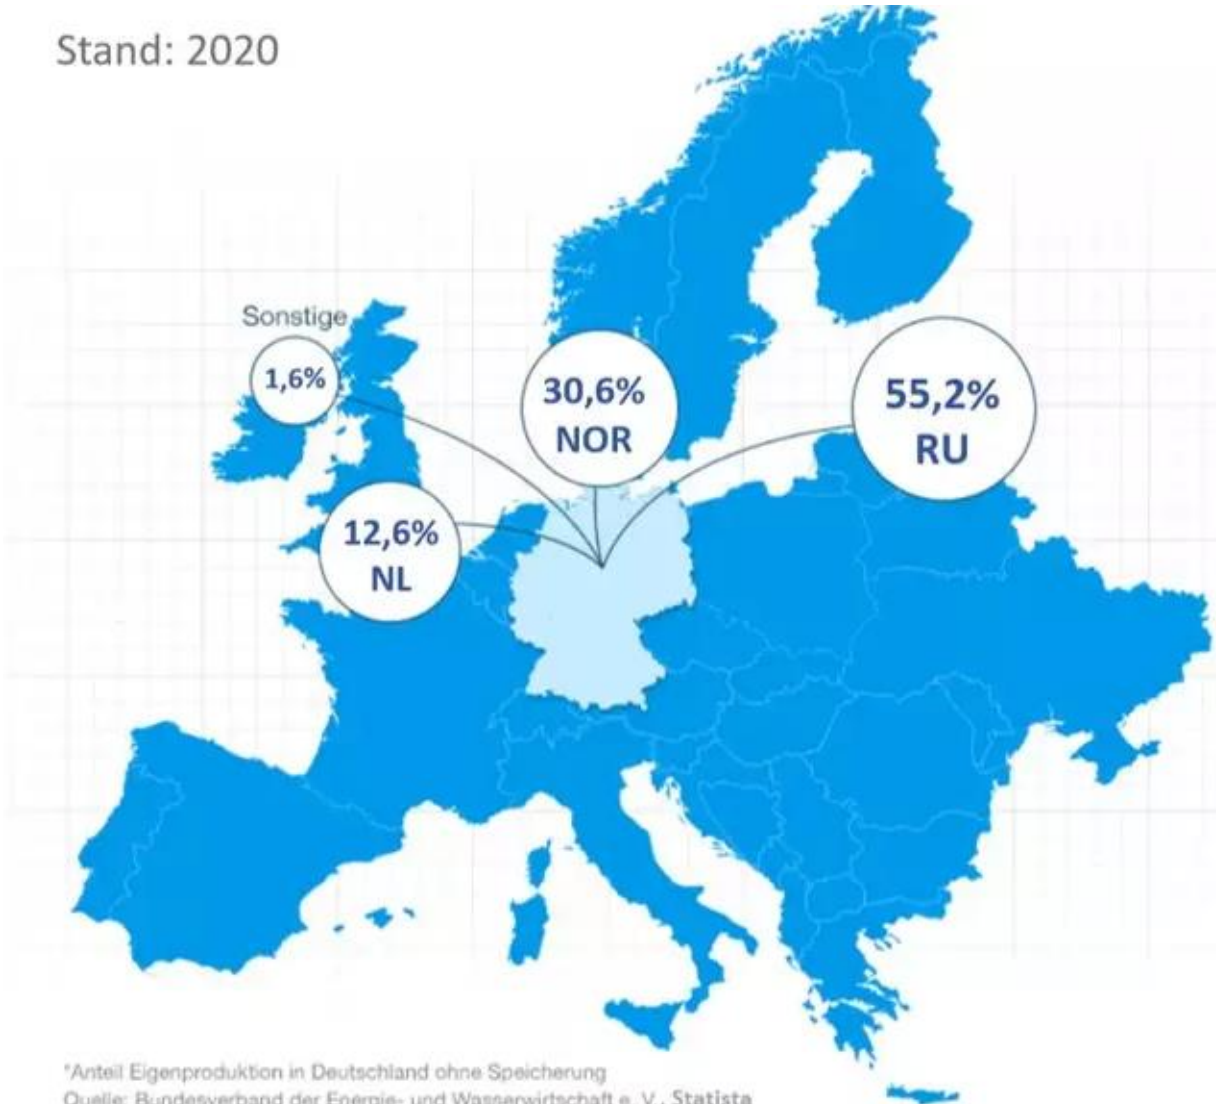 Stand: 2020
Sonstige
1,6%
30,6%
NOR
55,2%
RU
12,6%
NL
*Anteil Eigenproduktion in Deutschland ohne Speicherung
Quelle: Bundesverband der Energie- und Wasserwirtschaft e. V., Statista